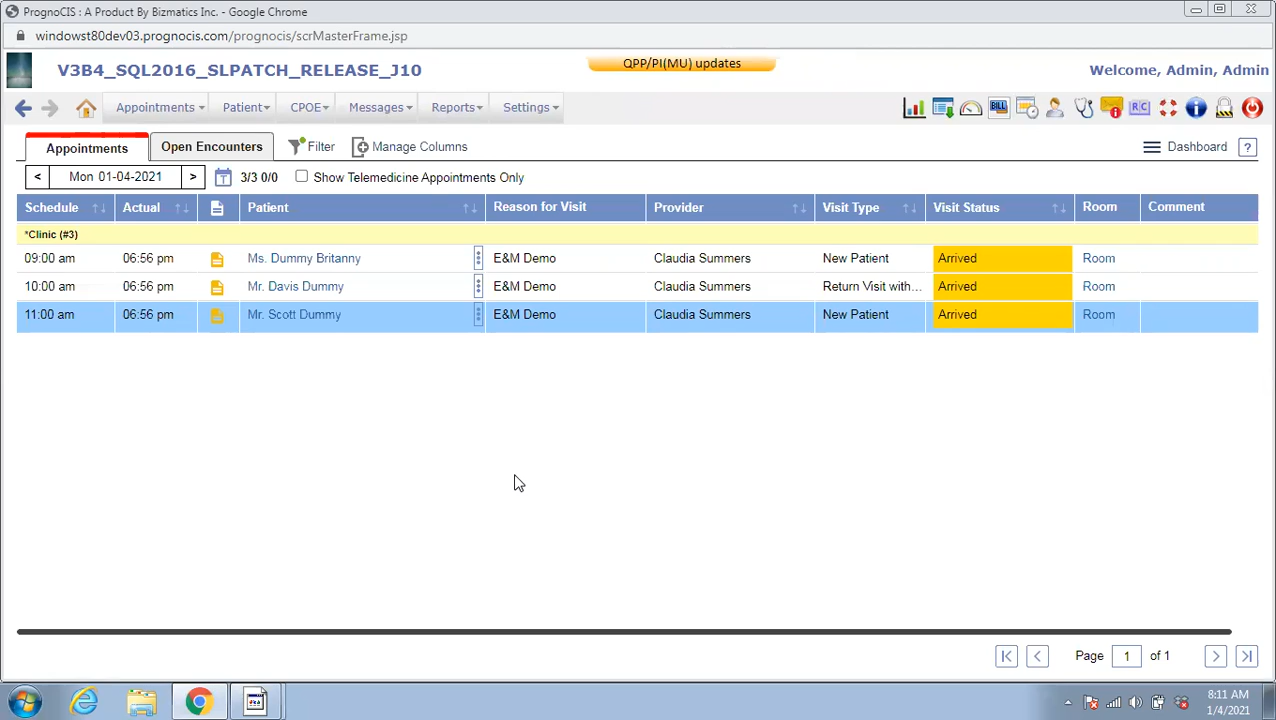 PrognoCIS : A Product By Bizmatics Inc. - Google Chrome
windowst80dev03.prognocis.com/prognocis/scrMasterFrame.jsp
V3B4_SQL2016_SLPATCH_RELEASE_J10 QPP/PI(MU) updates Welcome, Admin, Admin
Appointments Patient CPOE Messages Reports Settings BILL R|C
Appointments Open Encounters Filter Manage Columns Dashboard ?
< Mon 01-04-2021 > T 3/3 0/0 Show Telemedicine Appointments Only
Schedule Actual Patient Reason for Visit Provider Visit Type Visit Status Room Comment
*Clinic (#3)
09:00 am 06:56 pm Ms. Dummy Britanny E&M Demo Claudia Summers New Patient Arrived Room
10:00 am 06:56 pm Mr. Davis Dummy E&M Demo Claudia Summers Return Visit with... Arrived Room
11:00 am 06:56 pm Mr. Scott Dummy E&M Demo Claudia Summers New Patient Arrived Room
Page 1 of 1
8:11 AM
1/4/2021